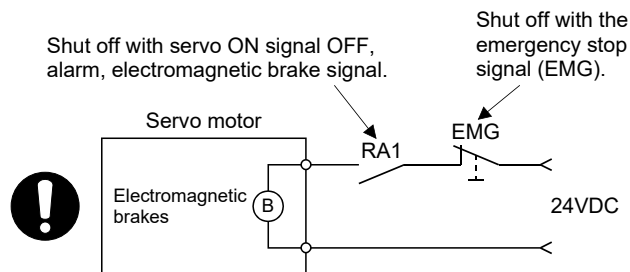 Shut off with servo ON signal OFF,
alarm, electromagnetic brake signal.
Shut off with the
emergency stop
signal (EMG).
Servo motor
RA1
EMG
Electromagnetic
brakes
B
24VDC